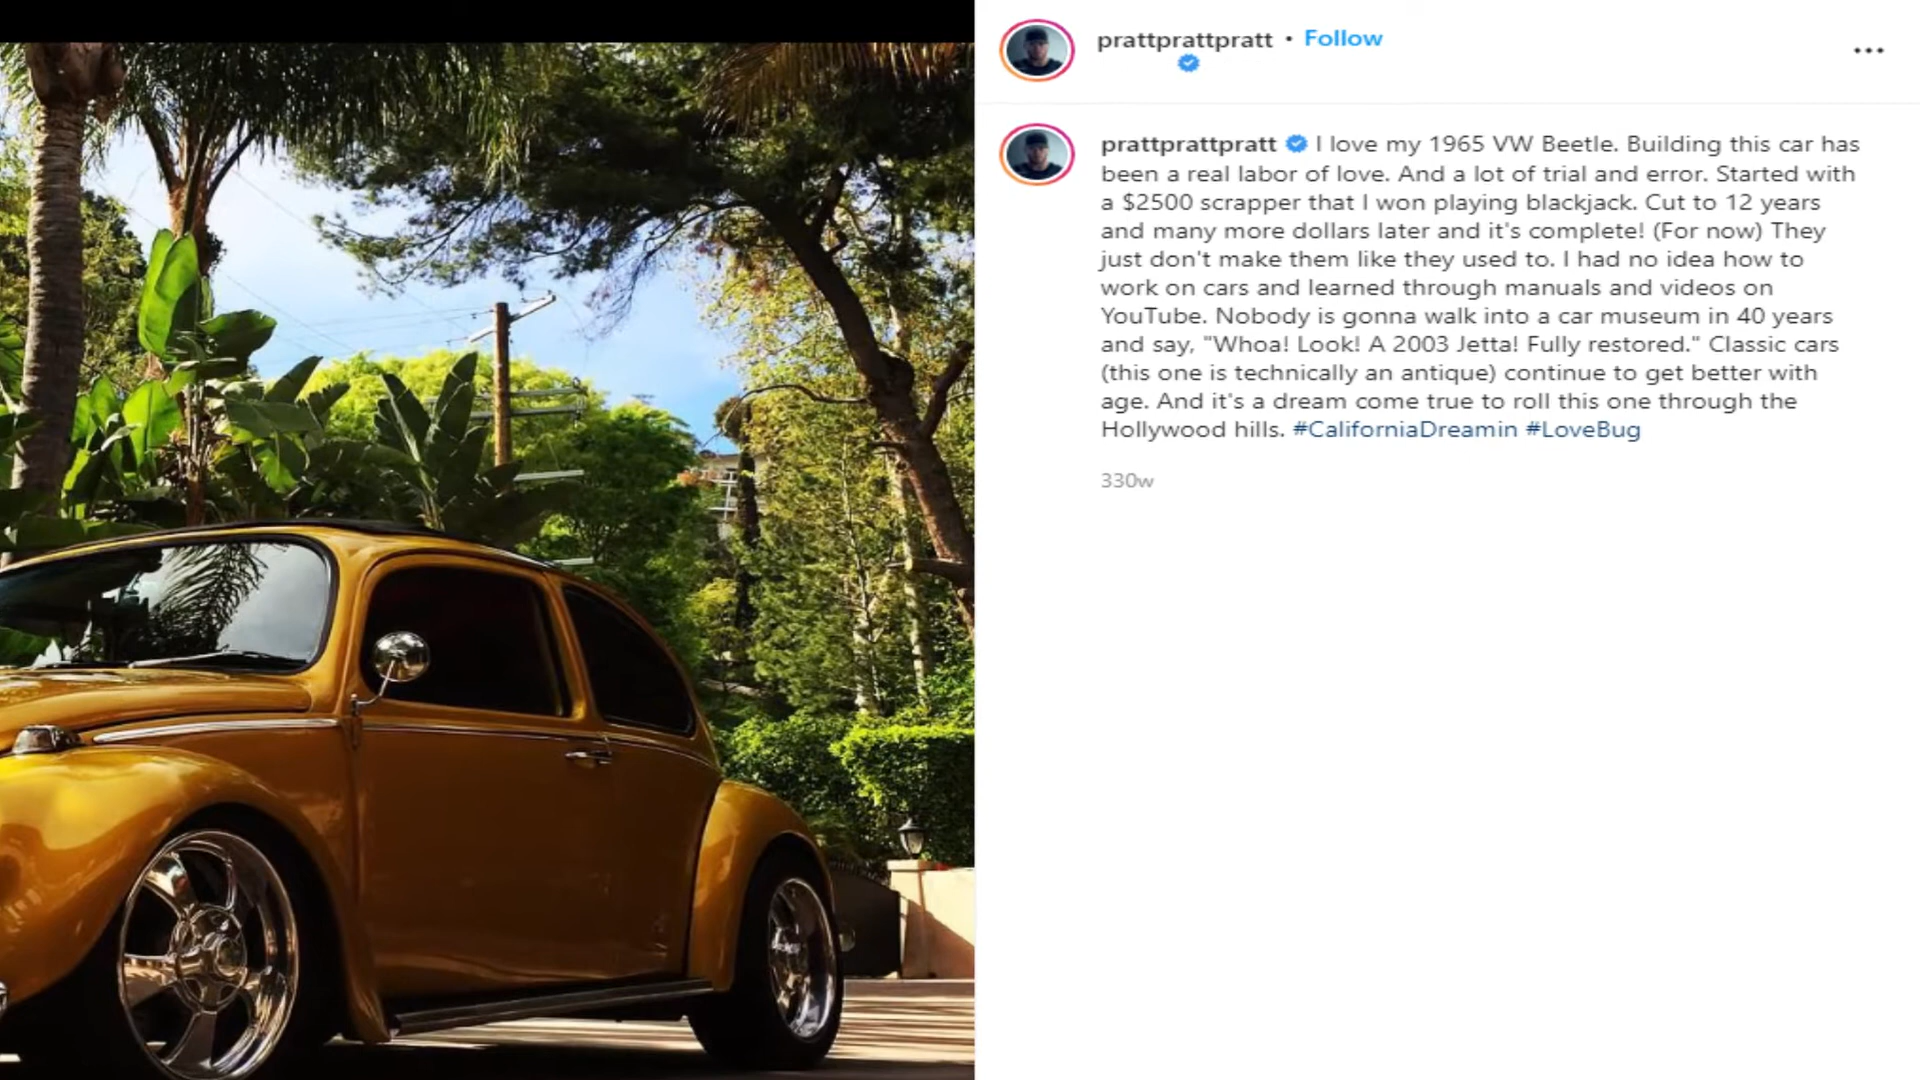 prattprattpratt • Follow
prattprattpratt I love my 1965 VW Beetle. Building this car has
been a real labor of love. And a lot of trial and error. Started with
a $2500 scrapper that I won playing blackjack. Cut to 12 years
and many more dollars later and it's complete! (For now) They
just don't make them like they used to. I had no idea how to
work on cars and learned through manuals and videos on
YouTube. Nobody is gonna walk into a car museum in 40 years
and say, "Whoa! Look! A 2003 Jetta! Fully restored." Classic cars
(this one is technically an antique) continue to get better with
age. And it's a dream come true to roll this one through the
Hollywood hills. #CaliforniaDreamin #LoveBug
330w